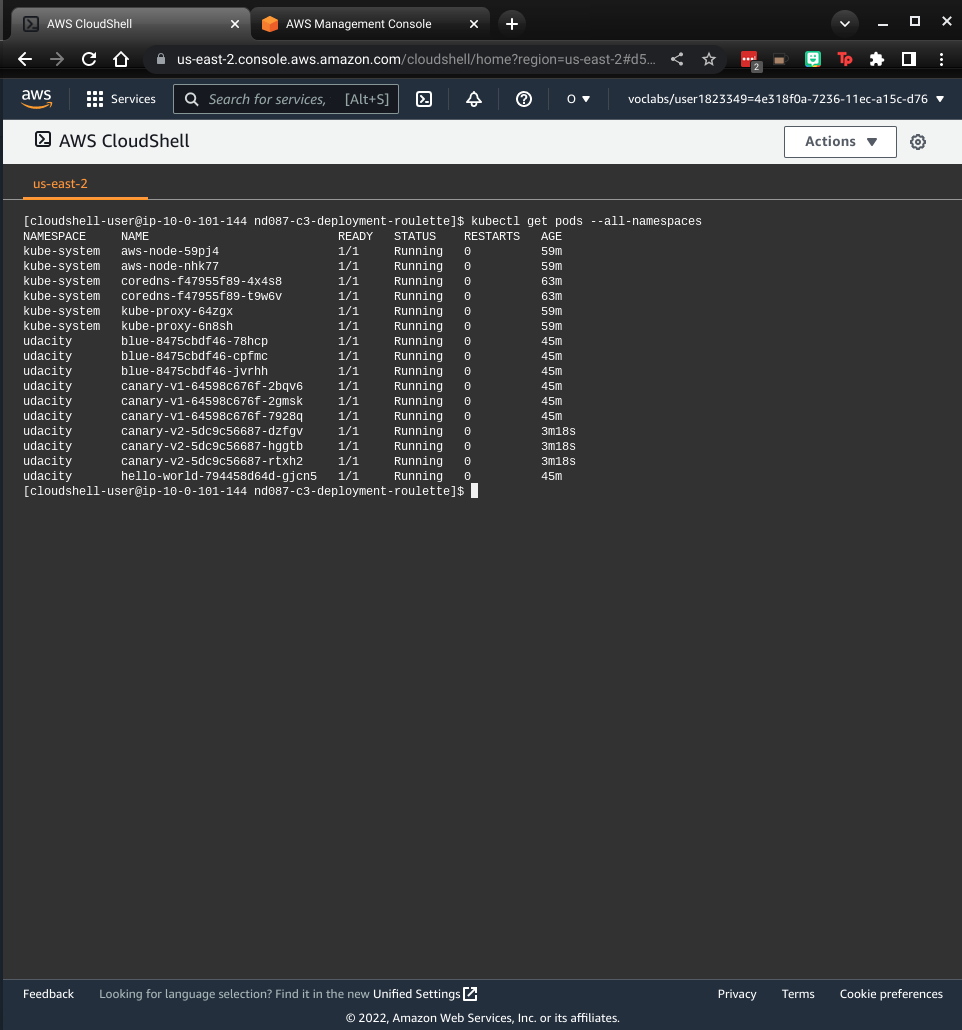 AWS CloudShell
AWS Management Console
us-east-2.console.aws.amazon.com/cloudshell/home?region=us-east-2#d5...
2
Tp
aws
Services
Search for services, [Alt+S]
O
voclabs/user1823349=4e318f0a-7236-11ec-a15c-d76
AWS CloudShell
Actions
us-east-2
[cloudshell-user@ip-10-0-101-144 nd087-c3-deployment-roulette]$ kubectl get pods --all-namespaces
NAMESPACE NAME READY STATUS RESTARTS AGE
kube-system aws-node-59pj4 1/1 Running 0 59m
kube-system aws-node-nhk77 1/1 Running 0 59m
kube-system coredns-f47955f89-4x4s8 1/1 Running 0 63m
kube-system coredns-f47955f89-t9w6v 1/1 Running 0 63m
kube-system kube-proxy-64zgx 1/1 Running 0 59m
kube-system kube-proxy-6n8sh 1/1 Running 0 59m
udacity blue-8475cbdf46-78hcp 1/1 Running 0 45m
udacity blue-8475cbdf46-cpfmc 1/1 Running 0 45m
udacity blue-8475cbdf46-jvrhh 1/1 Running 0 45m
udacity canary-v1-64598c676f-2bqv6 1/1 Running 0 45m
udacity canary-v1-64598c676f-2gmsk 1/1 Running 0 45m
udacity canary-v1-64598c676f-7928q 1/1 Running 0 45m
udacity canary-v2-5dc9c56687-dzfgv 1/1 Running 0 3m18s
udacity canary-v2-5dc9c56687-hggtb 1/1 Running 0 3m18s
udacity canary-v2-5dc9c56687-rtxh2 1/1 Running 0 3m18s
udacity hello-world-794458d64d-gjcn5 1/1 Running 0 45m
[cloudshell-user@ip-10-0-101-144 nd087-c3-deployment-roulette]$
Feedback Looking for language selection? Find it in the new Unified Settings Privacy Terms Cookie preferences
© 2022, Amazon Web Services, Inc. or its affiliates.